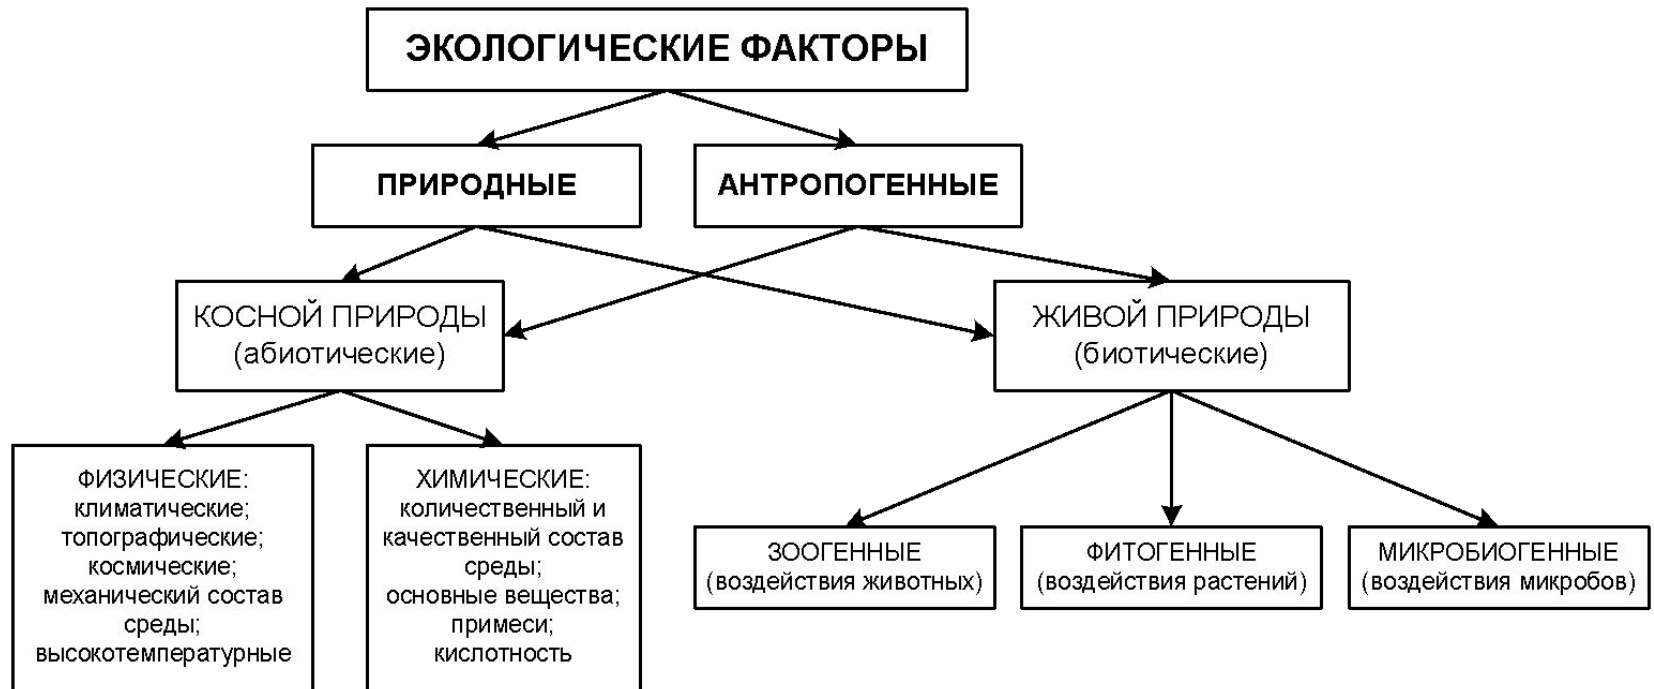 ЭКОЛОГИЧЕСКИЕ ФАКТОРЫ
ПРИРОДНЫЕ
АНТРОПОГЕННЫЕ
КОСНОЙ ПРИРОДЫ
(абиотические)
ЖИВОЙ ПРИРОДЫ
(биотические)
ФИЗИЧЕСКИЕ:
климатические;
топографические;
космические;
механический состав
среды;
высокотемпературные
ХИМИЧЕСКИЕ:
количественный и
качественный состав
среды;
основные вещества;
примеси;
кислотность
ЗООГЕННЫЕ
(воздействия животных)
ФИТОГЕННЫЕ
(воздействия растений)
МИКРОБИОГЕННЫЕ
(воздействия микробов)